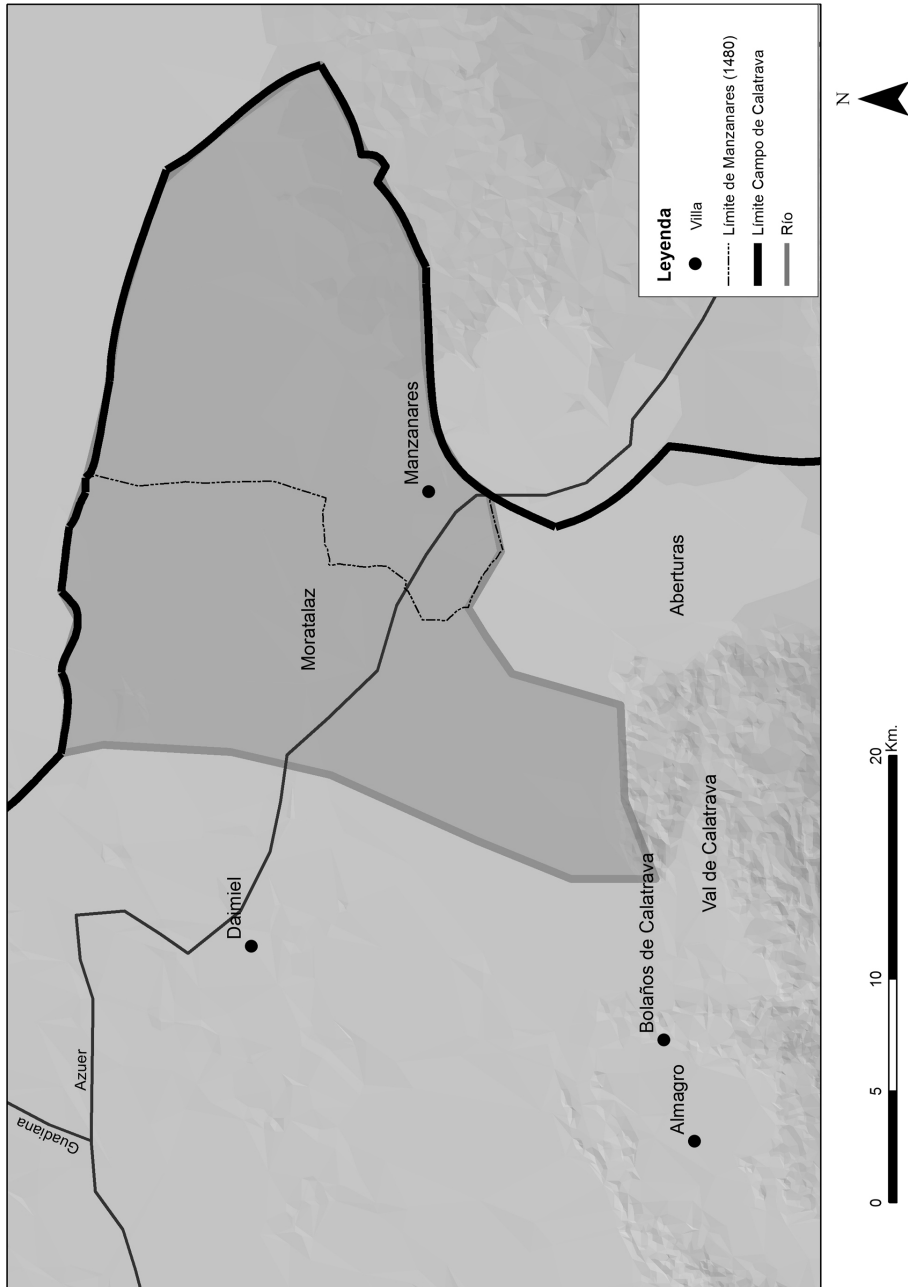 Guadiana
Azuer
Daimiel
Moratalaz
Manzanares
Almagro
Bolaños de Calatrava
Val de Calatrava
Aberturas
Leyenda
Villa
Límite de Manzanares (1480)
Límite Campo de Calatrava
Río
N
0 5 10 20
Km.